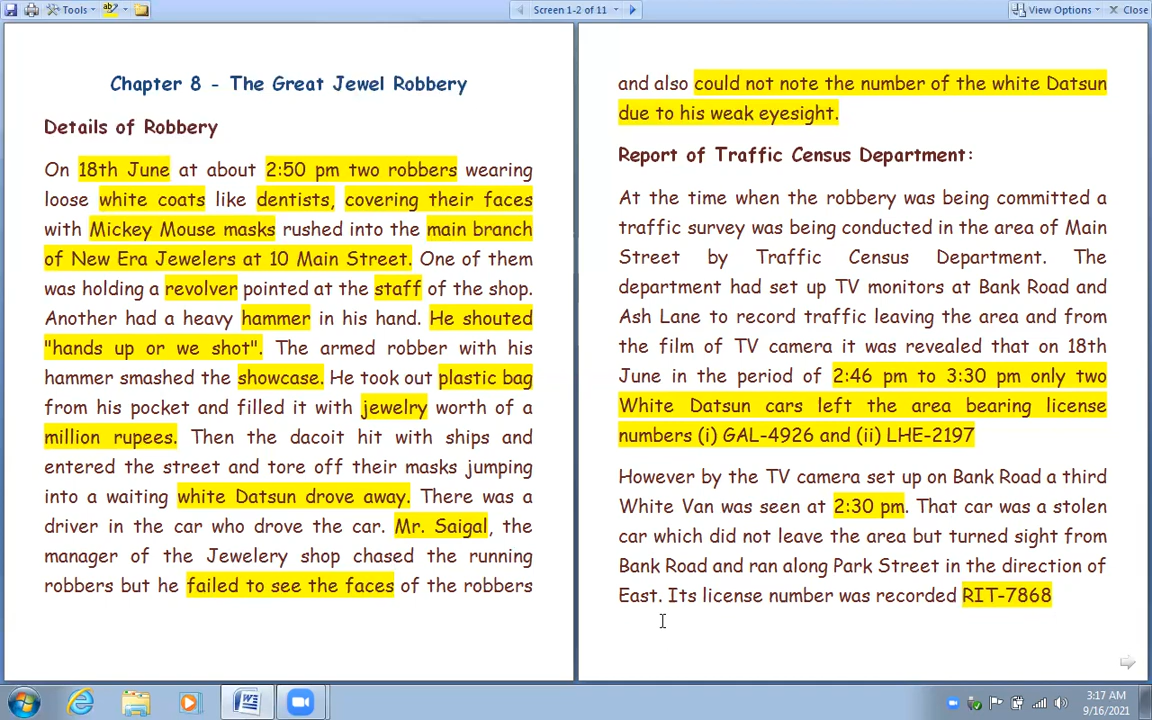 Tools
Screen 1-2 of 11
View Options
Close
Chapter 8 - The Great Jewel Robbery
Details of Robbery
On 18th June at about 2:50 pm two robbers wearing
loose white coats like dentists, covering their faces
with Mickey Mouse masks rushed into the main branch
of New Era Jewelers at 10 Main Street. One of them
was holding a revolver pointed at the staff of the shop.
Another had a heavy hammer in his hand. He shouted
"hands up or we shot". The armed robber with his
hammer smashed the showcase. He took out plastic bag
from his pocket and filled it with jewelry worth of a
million rupees. Then the dacoit hit with ships and
entered the street and tore off their masks jumping
into a waiting white Datsun drove away. There was a
driver in the car who drove the car. Mr. Saigal, the
manager of the Jewelery shop chased the running
robbers but he failed to see the faces of the robbers
and also could not note the number of the white Datsun
due to his weak eyesight.
Report of Traffic Census Department:
At the time when the robbery was being committed a
traffic survey was being conducted in the area of Main
Street by Traffic Census Department. The
department had set up TV monitors at Bank Road and
Ash Lane to record traffic leaving the area and from
the film of TV camera it was revealed that on 18th
June in the period of 2:46 pm to 3:30 pm only two
White Datsun cars left the area bearing license
numbers (i) GAL-4926 and (ii) LHE-2197
However by the TV camera set up on Bank Road a third
White Van was seen at 2:30 pm. That car was a stolen
car which did not leave the area but turned sight from
Bank Road and ran along Park Street in the direction of
East. Its license number was recorded RIT-7868
3:17 AM
9/16/2021